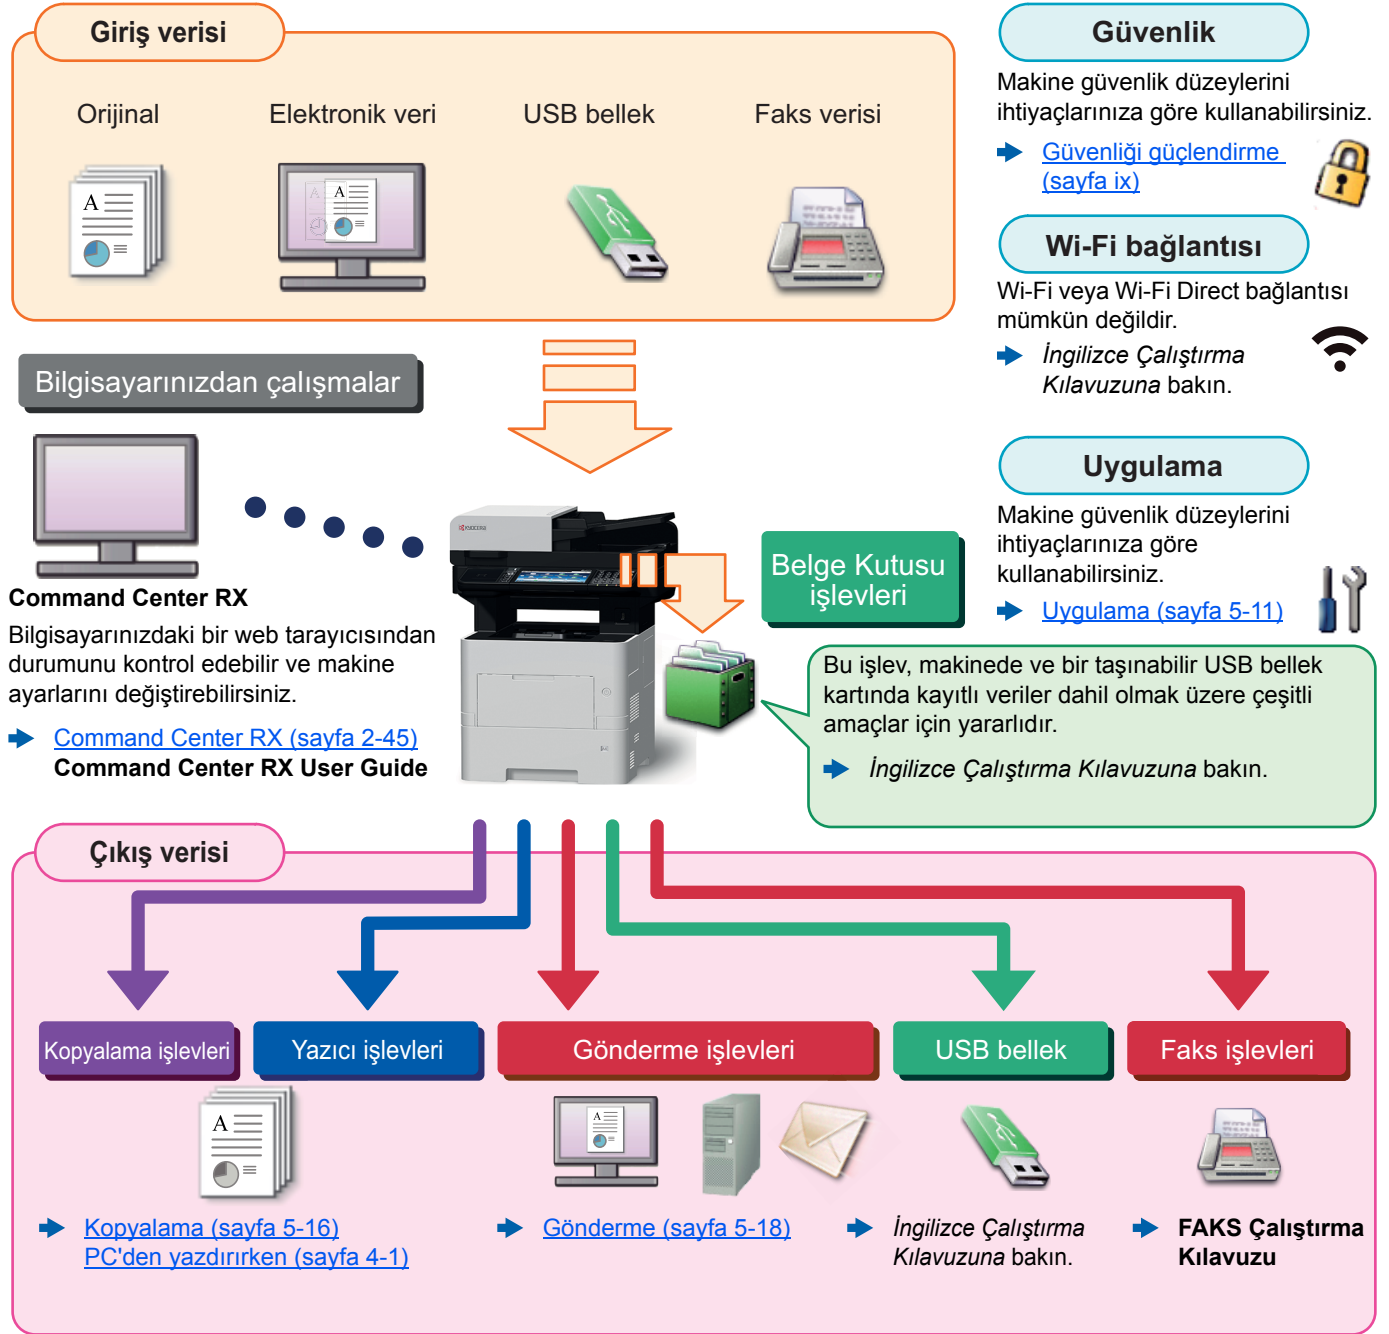 Giriş verisi
Orijinal
Elektronik veri
USB bellek
Faks verisi
Güvenlik
Makine güvenlik düzeylerini
ihtiyaçlarınıza göre kullanabilirsiniz.
Güvenliği güçlendirme
(sayfa ix)
Wi-Fi bağlantısı
Wi-Fi veya Wi-Fi Direct bağlantısı
mümkün değildir.
İngilizce Çalıştırma
Kılavuzuna bakın.
Uygulama
Makine güvenlik düzeylerini
ihtiyaçlarınıza göre
kullanabilirsiniz.
Uygulama (sayfa 5-11)
Bilgisayarınızdan çalışmalar
Command Center RX
Bilgisayarınızdaki bir web tarayıcısından
durumunu kontrol edebilir ve makine
ayarlarını değiştirebilirsiniz.
Command Center RX (sayfa 2-45)
Command Center RX User Guide
KYOCERA
Belge Kutusu
işlevleri
Bu işlev, makinede ve bir taşınabilir USB bellek
kartında kayıtlı veriler dahil olmak üzere çeşitli
amaçlar için yararlıdır.
İngilizce Çalıştırma Kılavuzuna bakın.
Çıkış verisi
Kopyalama işlevleri
Yazıcı işlevleri
Gönderme işlevleri
USB bellek
Faks işlevleri
Kopyalama (sayfa 5-16)
PC'den yazdırırken (sayfa 4-1)
Gönderme (sayfa 5-18)
İngilizce Çalıştırma
Kılavuzuna bakın.
FAKS Çalıştırma
Kılavuzu